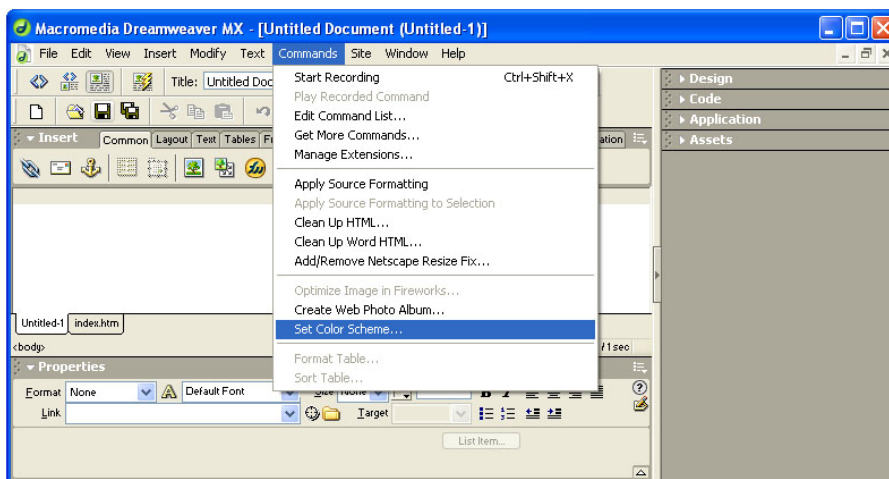 Macromedia Dreamweaver MX - [Untitled Document (Untitled-1)]
File Edit View Insert Modify Text Commands Site Window Help
Title: Untitled Doc
Start Recording Ctrl+Shift+X
Play Recorded Command
Edit Command List...
Get More Commands...
Manage Extensions...
Apply Source Formatting
Apply Source Formatting to Selection
Clean Up HTML...
Clean Up Word HTML...
Add/Remove Netscape Resize Fix...
Optimize Image in Fireworks...
Create Web Photo Album...
Set Color Scheme...
Format Table...
Sort Table...
Design
Code
Application
Assets
Insert Common Layout Text Tables
Untitled-1 index.htm
<body>
/ 1 sec
Properties
Format None Default Font Size None B I
Link Target
List Item...